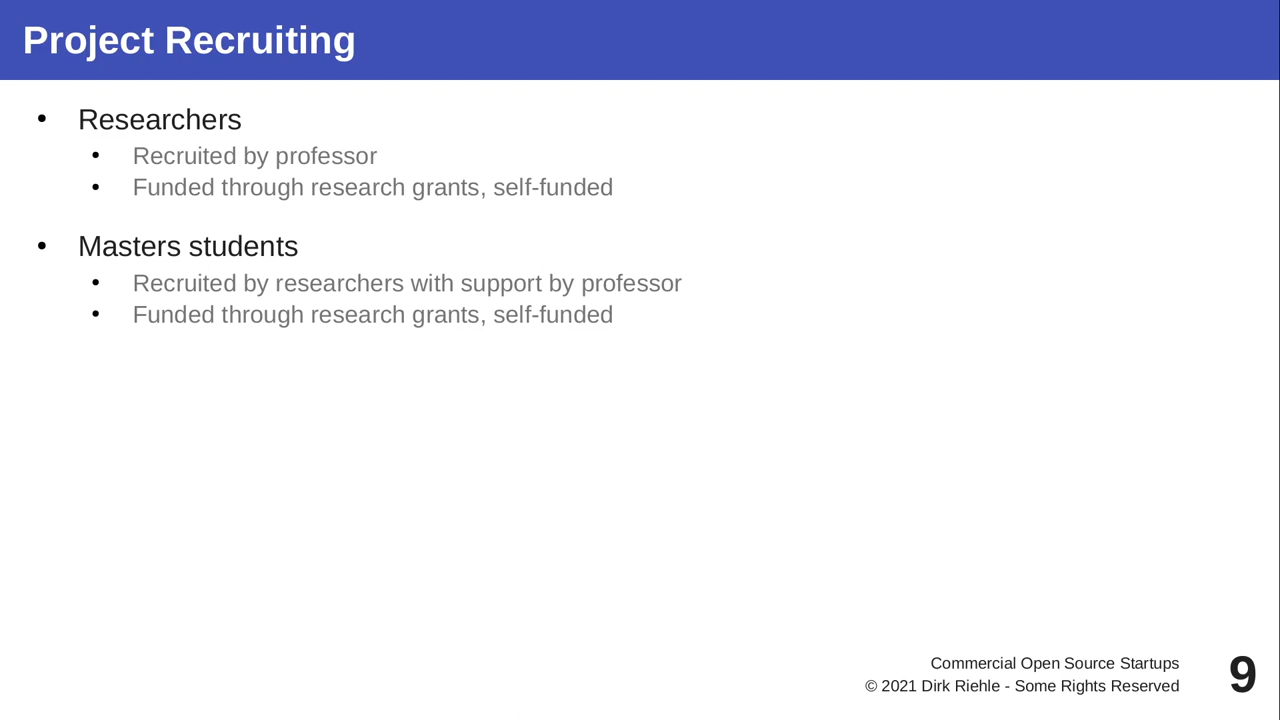 Project Recruiting
• Researchers
• Recruited by professor
• Funded through research grants, self-funded
• Masters students
• Recruited by researchers with support by professor
• Funded through research grants, self-funded
Commercial Open Source Startups
© 2021 Dirk Riehle - Some Rights Reserved
9